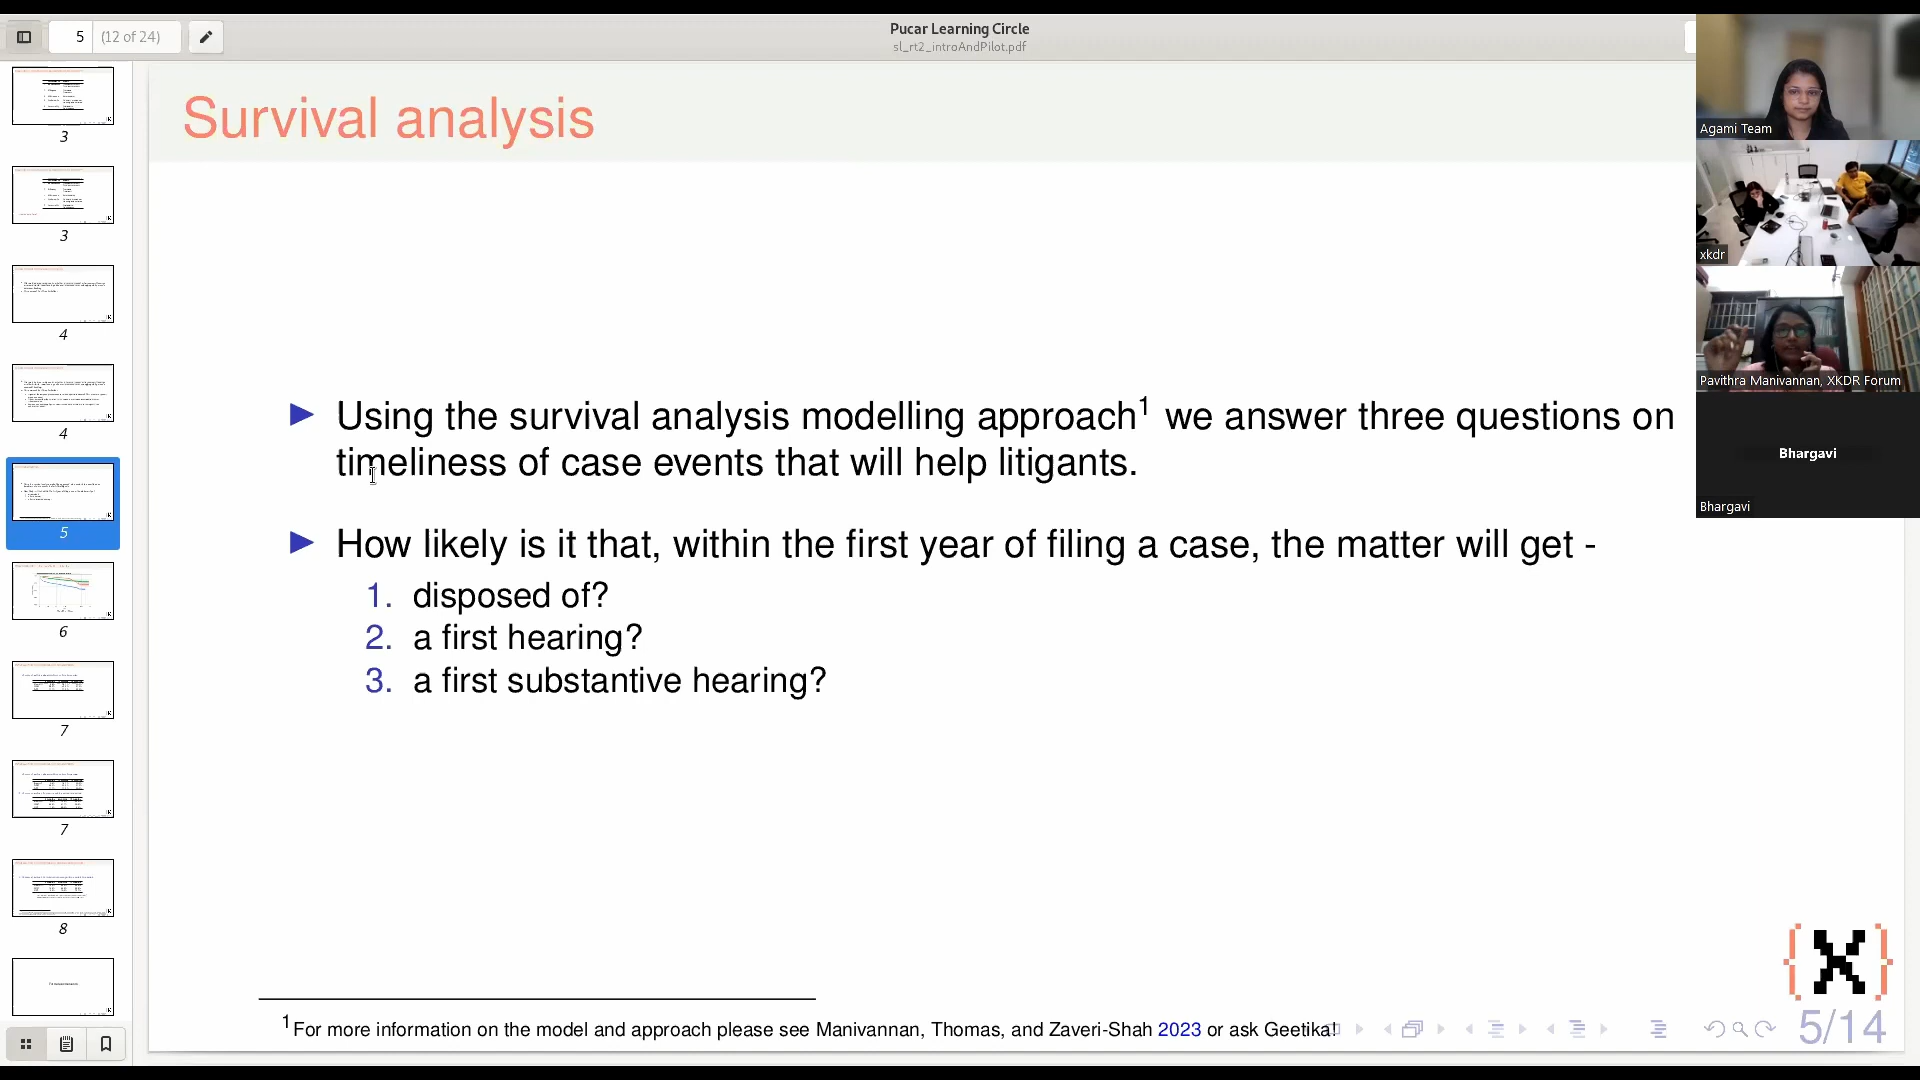 5 (12 of 24)
Pucar Learning Circle
sl_rt2_introAndPilot.pdf
3
3
4
4
5
6
7
7
8
Survival analysis
Using the survival analysis modelling approach1 we answer three questions on
timeliness of case events that will help litigants.
How likely is it that, within the first year of filing a case, the matter will get -
1. disposed of?
2. a first hearing?
3. a first substantive hearing?
1For more information on the model and approach please see Manivannan, Thomas, and Zaveri-Shah 2023 or ask Geetika!
5/14
Agami Team
xkdr
Pavithra Manivannan, XKDR Forum
Bhargavi
Bhargavi